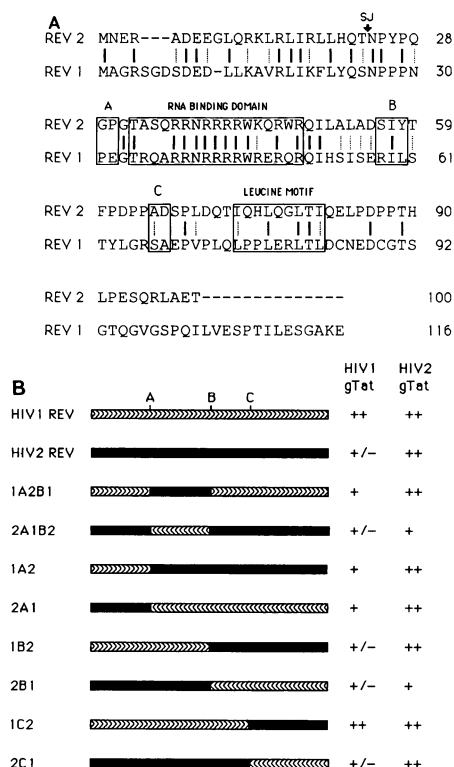 A
SJ
REV 2 MNER---ADEEGLQRKLRLIRLLHQTNPYPQ 28
REV 1 MAGRSGDSDED-LLKAVRLIKFLYQSNPPPN 30
A RNA BINDING DOMAIN B
REV 2 GPGTASQRRNRRRRRWKQRWRQILALADSIYT 59
REV 1 PEGTRQARRNRRRRWRERQRQIHSISERILS 61
C LEUCINE MOTIF
REV 2 FPDPPADSPLDQTIQHLQGLTIQELPDPPTH 90
REV 1 TYLGRSAEPVPLQLPPLERLTLDCNEDCGTS 92
REV 2 LPESQRLAET---------------- 100
REV 1 GTQGVGSPQILVESPTILESGAKE 116
B
HIV1 gTat HIV2 gTat
A B C
HIV1 REV ++ ++
HIV2 REV +/- ++
1A2B1 + ++
2A1B2 +/- +
1A2 + ++
2A1 + ++
1B2 +/- ++
2B1 +/- +
1C2 ++ ++
2C1 +/- ++